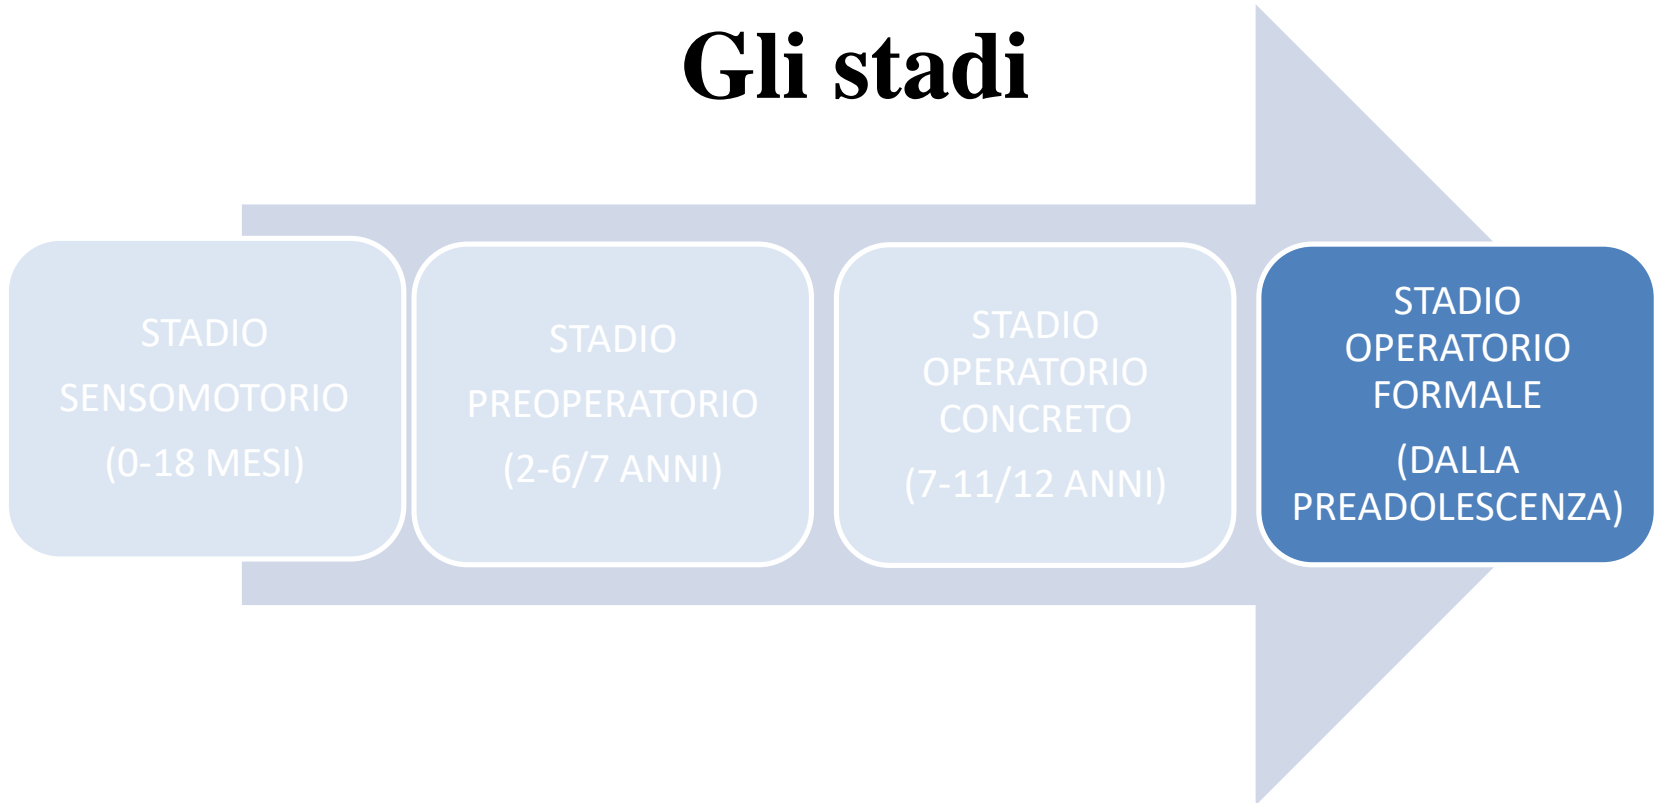 Gli stadi
STADIO
SENSOMOTORIO
(0-18 MESI)
STADIO
PREOPERATORIO
(2-6/7 ANNI)
STADIO
OPERATORIO
CONCRETO
(7-11/12 ANNI)
STADIO
OPERATORIO
FORMALE
(DALLA
PREADOLESCENZA)